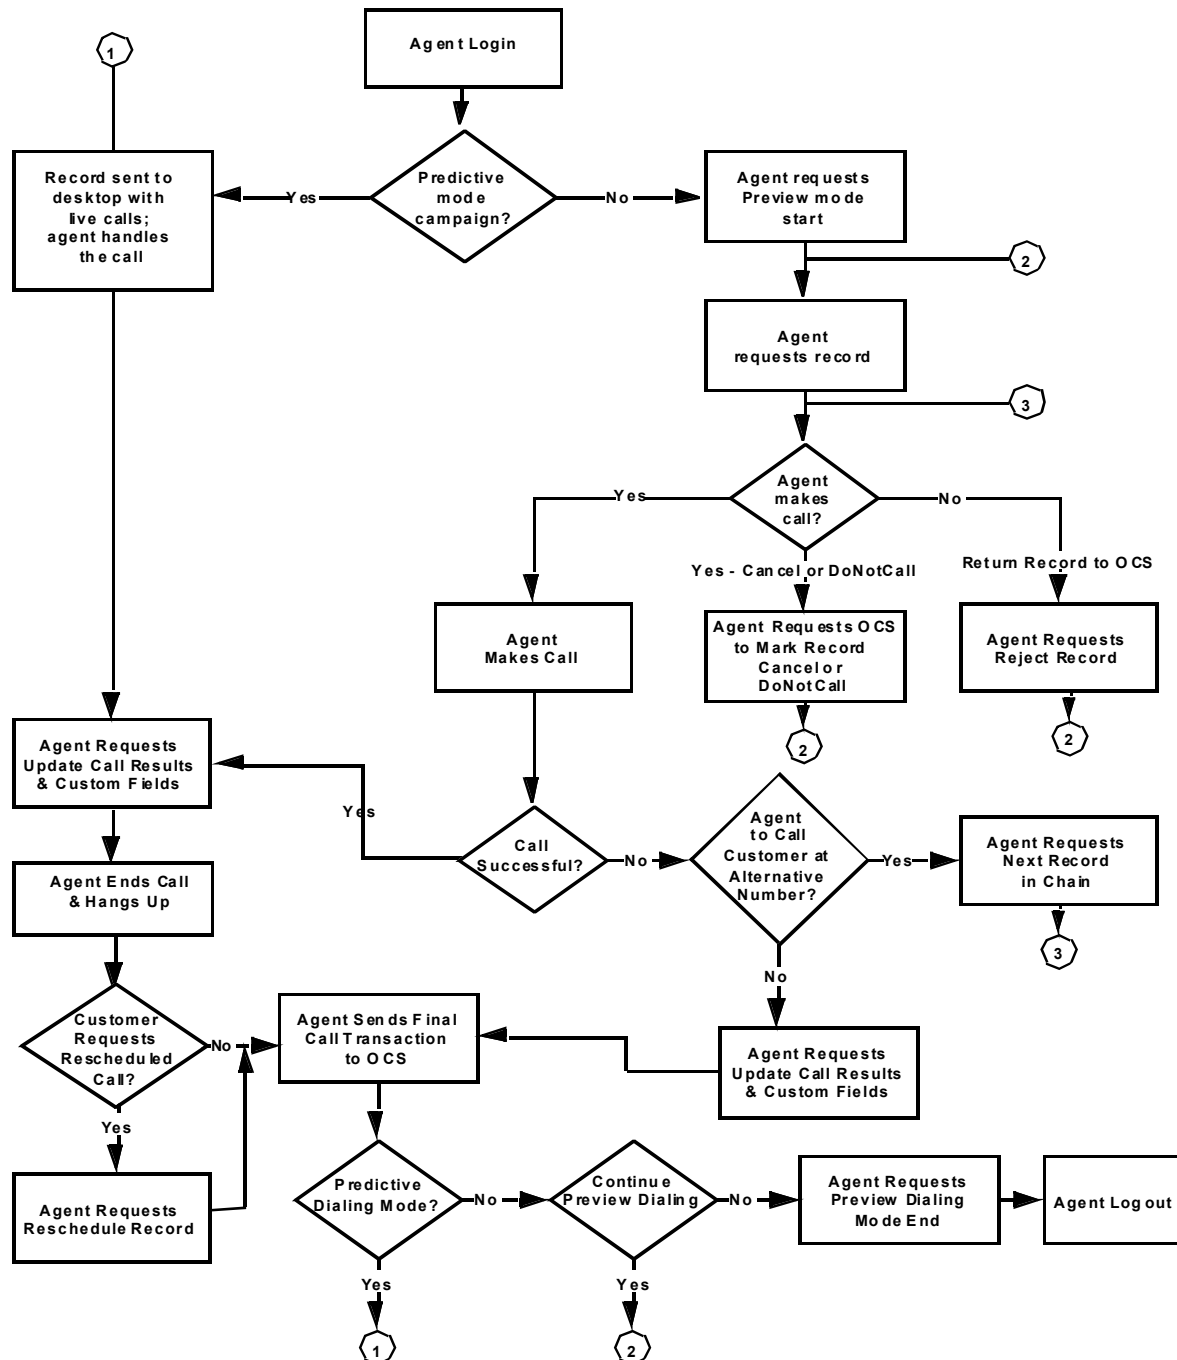 Agent Login
1
Record sent to
desktop with
live calls;
agent handles
the call
Yes
Predictive
mode
campaign?
No
Agent requests
Preview mode
start
2
Agent
requests record
3
Agent
makes
call?
Yes
No
Yes - Cancel or DoNotCall
Return Record to OCS
Agent
Makes Call
Agent Requests OCS
to Mark Record
Cancel or
DoNotCall
Agent Requests
Reject Record
2
2
Agent Requests
Update Call Results
& Custom Fields
Yes
Call
Successful?
No
Agent
to Call
Customer at
Alternative
Number?
Yes
Agent Requests
Next Record
in Chain
3
No
Agent Ends Call
& Hangs Up
Customer
Requests
Rescheduled
Call?
No
Yes
Agent Sends Final
Call Transaction
to OCS
Agent Requests
Update Call Results
& Custom Fields
Agent Requests
Reschedule Record
Predictive
Dialing Mode?
No
Continue
Preview Dialing
No
Agent Requests
Preview Dialing
Mode End
Agent Logout
Yes
1
Yes
2